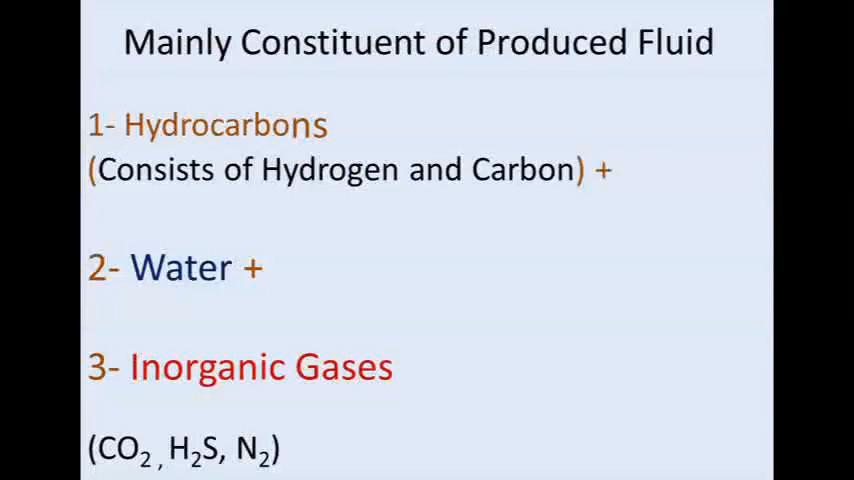 Mainly Constituent of Produced Fluid
1- Hydrocarbons
(Consists of Hydrogen and Carbon) +
2- Water +
3- Inorganic Gases
(CO₂, H₂S, N₂)